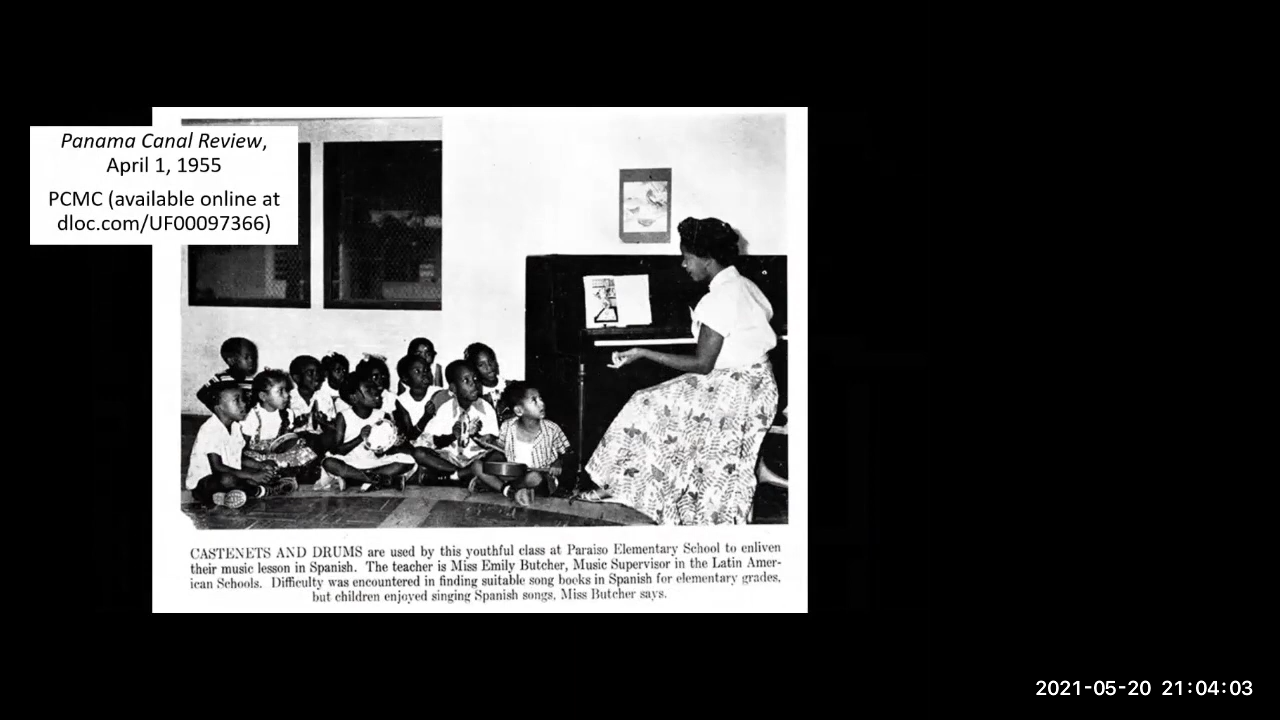 Panama Canal Review,
April 1, 1955
PCMC (available online at
dloc.com/UF00097366)
CASTENETS AND DRUMS are used by this youthful class at Paraiso Elementary School to enliven
their music lesson in Spanish. The teacher is Miss Emily Butcher, Music Supervisor in the Latin Amer-
ican Schools. Difficulty was encountered in finding suitable song books in Spanish for elementary grades,
but children enjoyed singing Spanish songs, Miss Butcher says.
2021-05-20 21:04:03